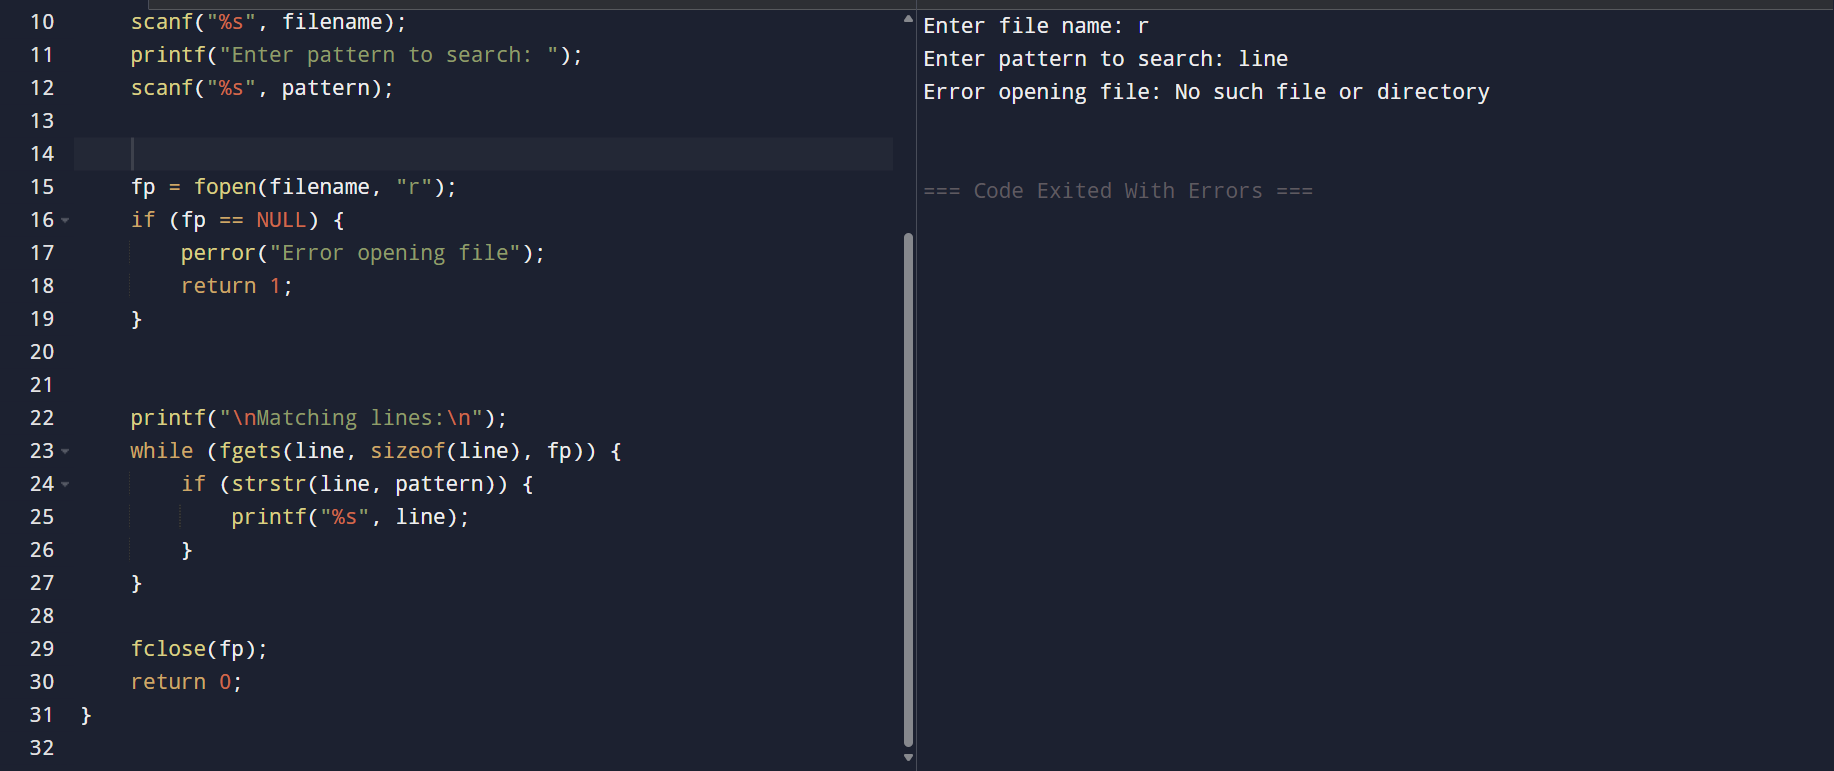 10 scanf("%s", filename);
11 printf("Enter pattern to search: ");
12 scanf("%s", pattern);
13
14
15 fp = fopen(filename, "r");
16 if (fp == NULL) {
17 perror("Error opening file");
18 return 1;
19 }
20
21
22 printf("\nMatching lines:\n");
23 while (fgets(line, sizeof(line), fp)) {
24 if (strstr(line, pattern)) {
25 printf("%s", line);
26 }
27 }
28
29 fclose(fp);
30 return 0;
31 }
32
Enter file name: r
Enter pattern to search: line
Error opening file: No such file or directory
=== Code Exited With Errors ===